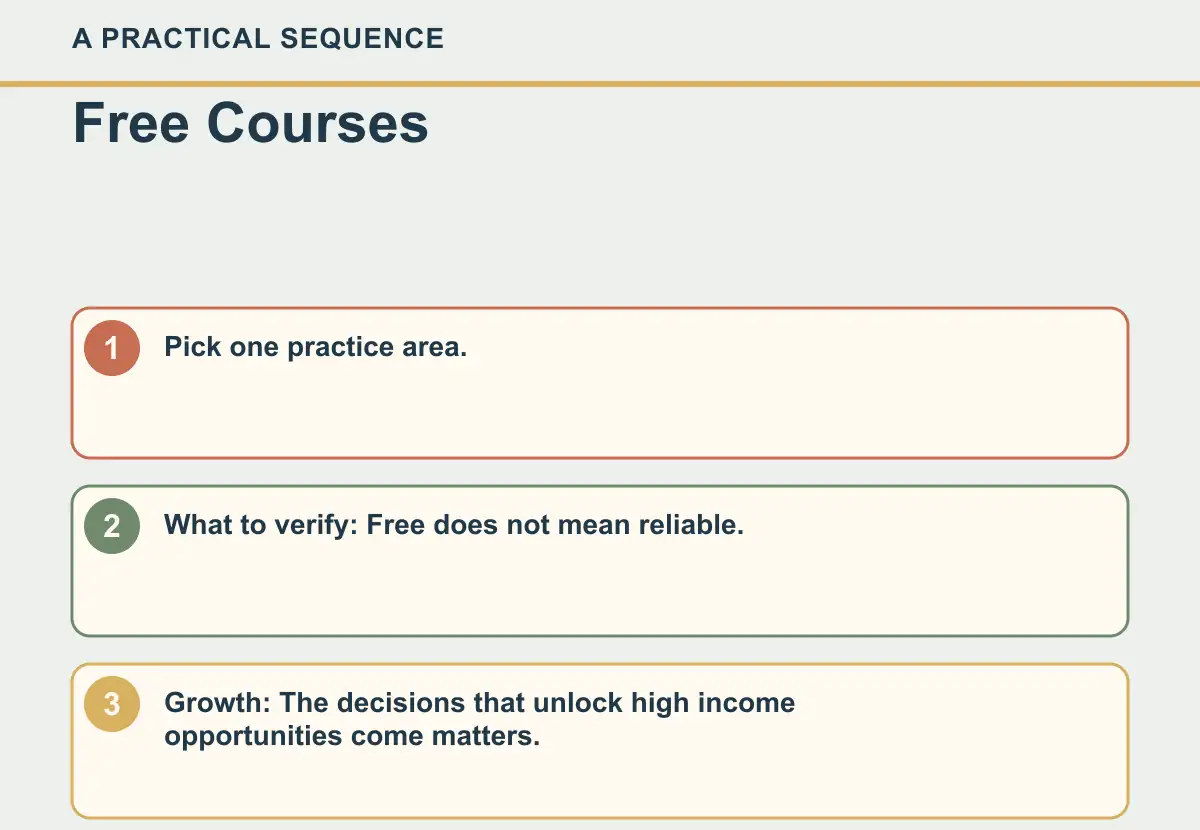 A PRACTICAL SEQUENCE
Free Courses
1
Pick one practice area.
2
What to verify: Free does not mean reliable.
3
Growth: The decisions that unlock high income
opportunities come matters.